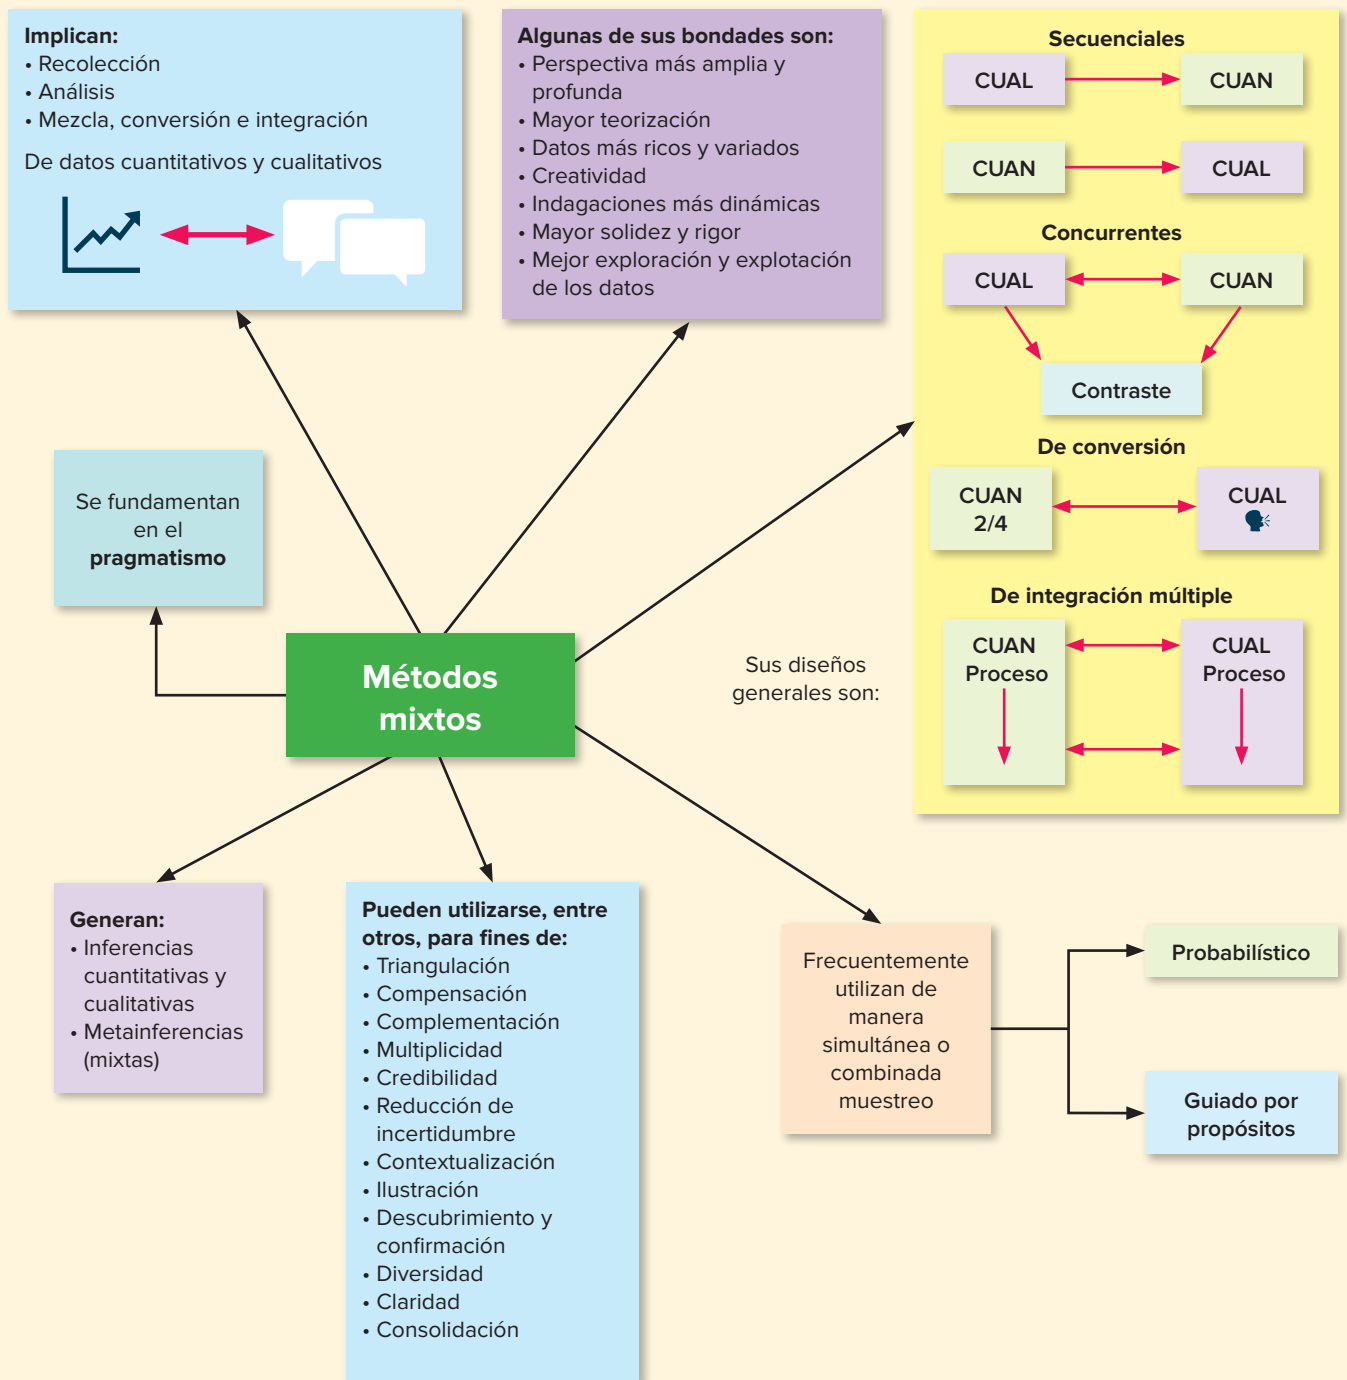 Implican:
• Recolección
• Análisis
• Mezcla, conversión e integración
De datos cuantitativos y cualitativos
Algunas de sus bondades son:
• Perspectiva más amplia y
profunda
• Mayor teorización
• Datos más ricos y variados
• Creatividad
• Indagaciones más dinámicas
• Mayor solidez y rigor
• Mejor exploración y explotación
de los datos
Secuenciales
CUAL
CUAN
CUAN
CUAL
Concurrentes
CUAL
CUAN
Contraste
De conversión
CUAN
2/4
CUAL
De integración múltiple
CUAN
Proceso
CUAL
Proceso
Se fundamentan
en el
pragmatismo
Métodos
mixtos
Sus diseños
generales son:
Generan:
• Inferencias
cuantitativas y
cualitativas
• Metainferencias
(mixtas)
Pueden utilizarse, entre
otros, para fines de:
• Triangulación
• Compensación
• Complementación
• Multiplicidad
• Credibilidad
• Reducción de
incertidumbre
• Contextualización
• Ilustración
• Descubrimiento y
confirmación
• Diversidad
• Claridad
• Consolidación
Frecuentemente
utilizan de
manera
simultánea o
combinada
muestreo
Probabilístico
Guiado por
propósitos